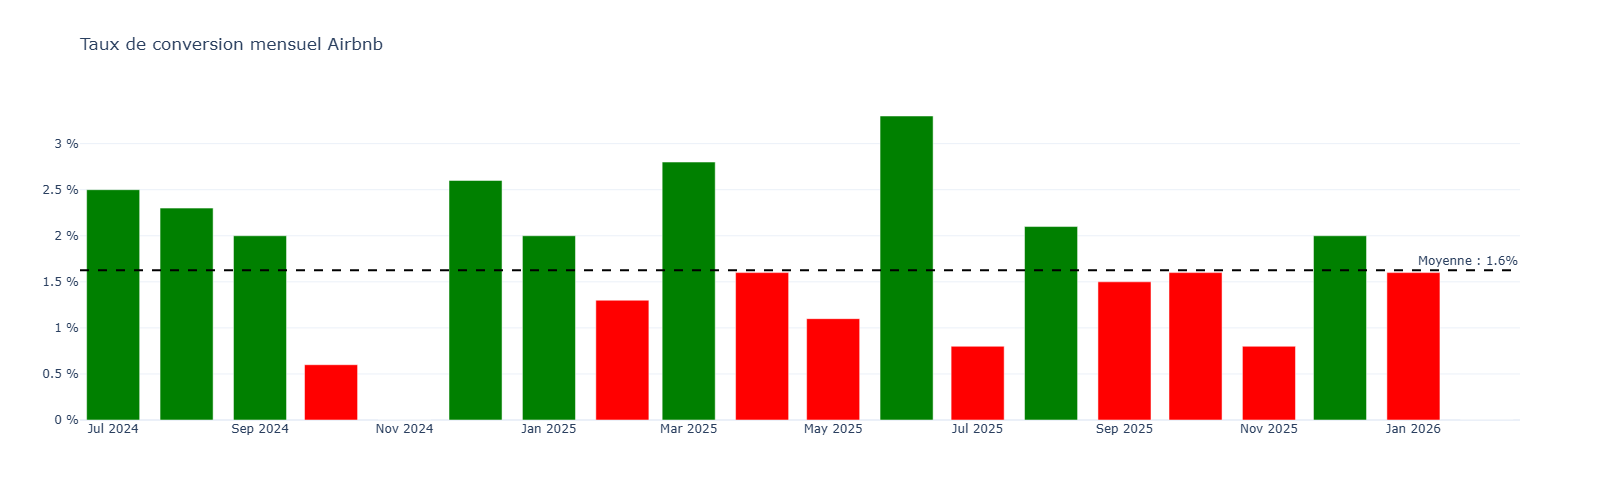 Taux de conversion mensuel Airbnb
3 %
2.5 %
2 %
Moyenne : 1.6%
1.5 %
1 %
0.5 %
0 %
Jul 2024 Sep 2024 Nov 2024 Jan 2025 Mar 2025 May 2025 Jul 2025 Sep 2025 Nov 2025 Jan 2026